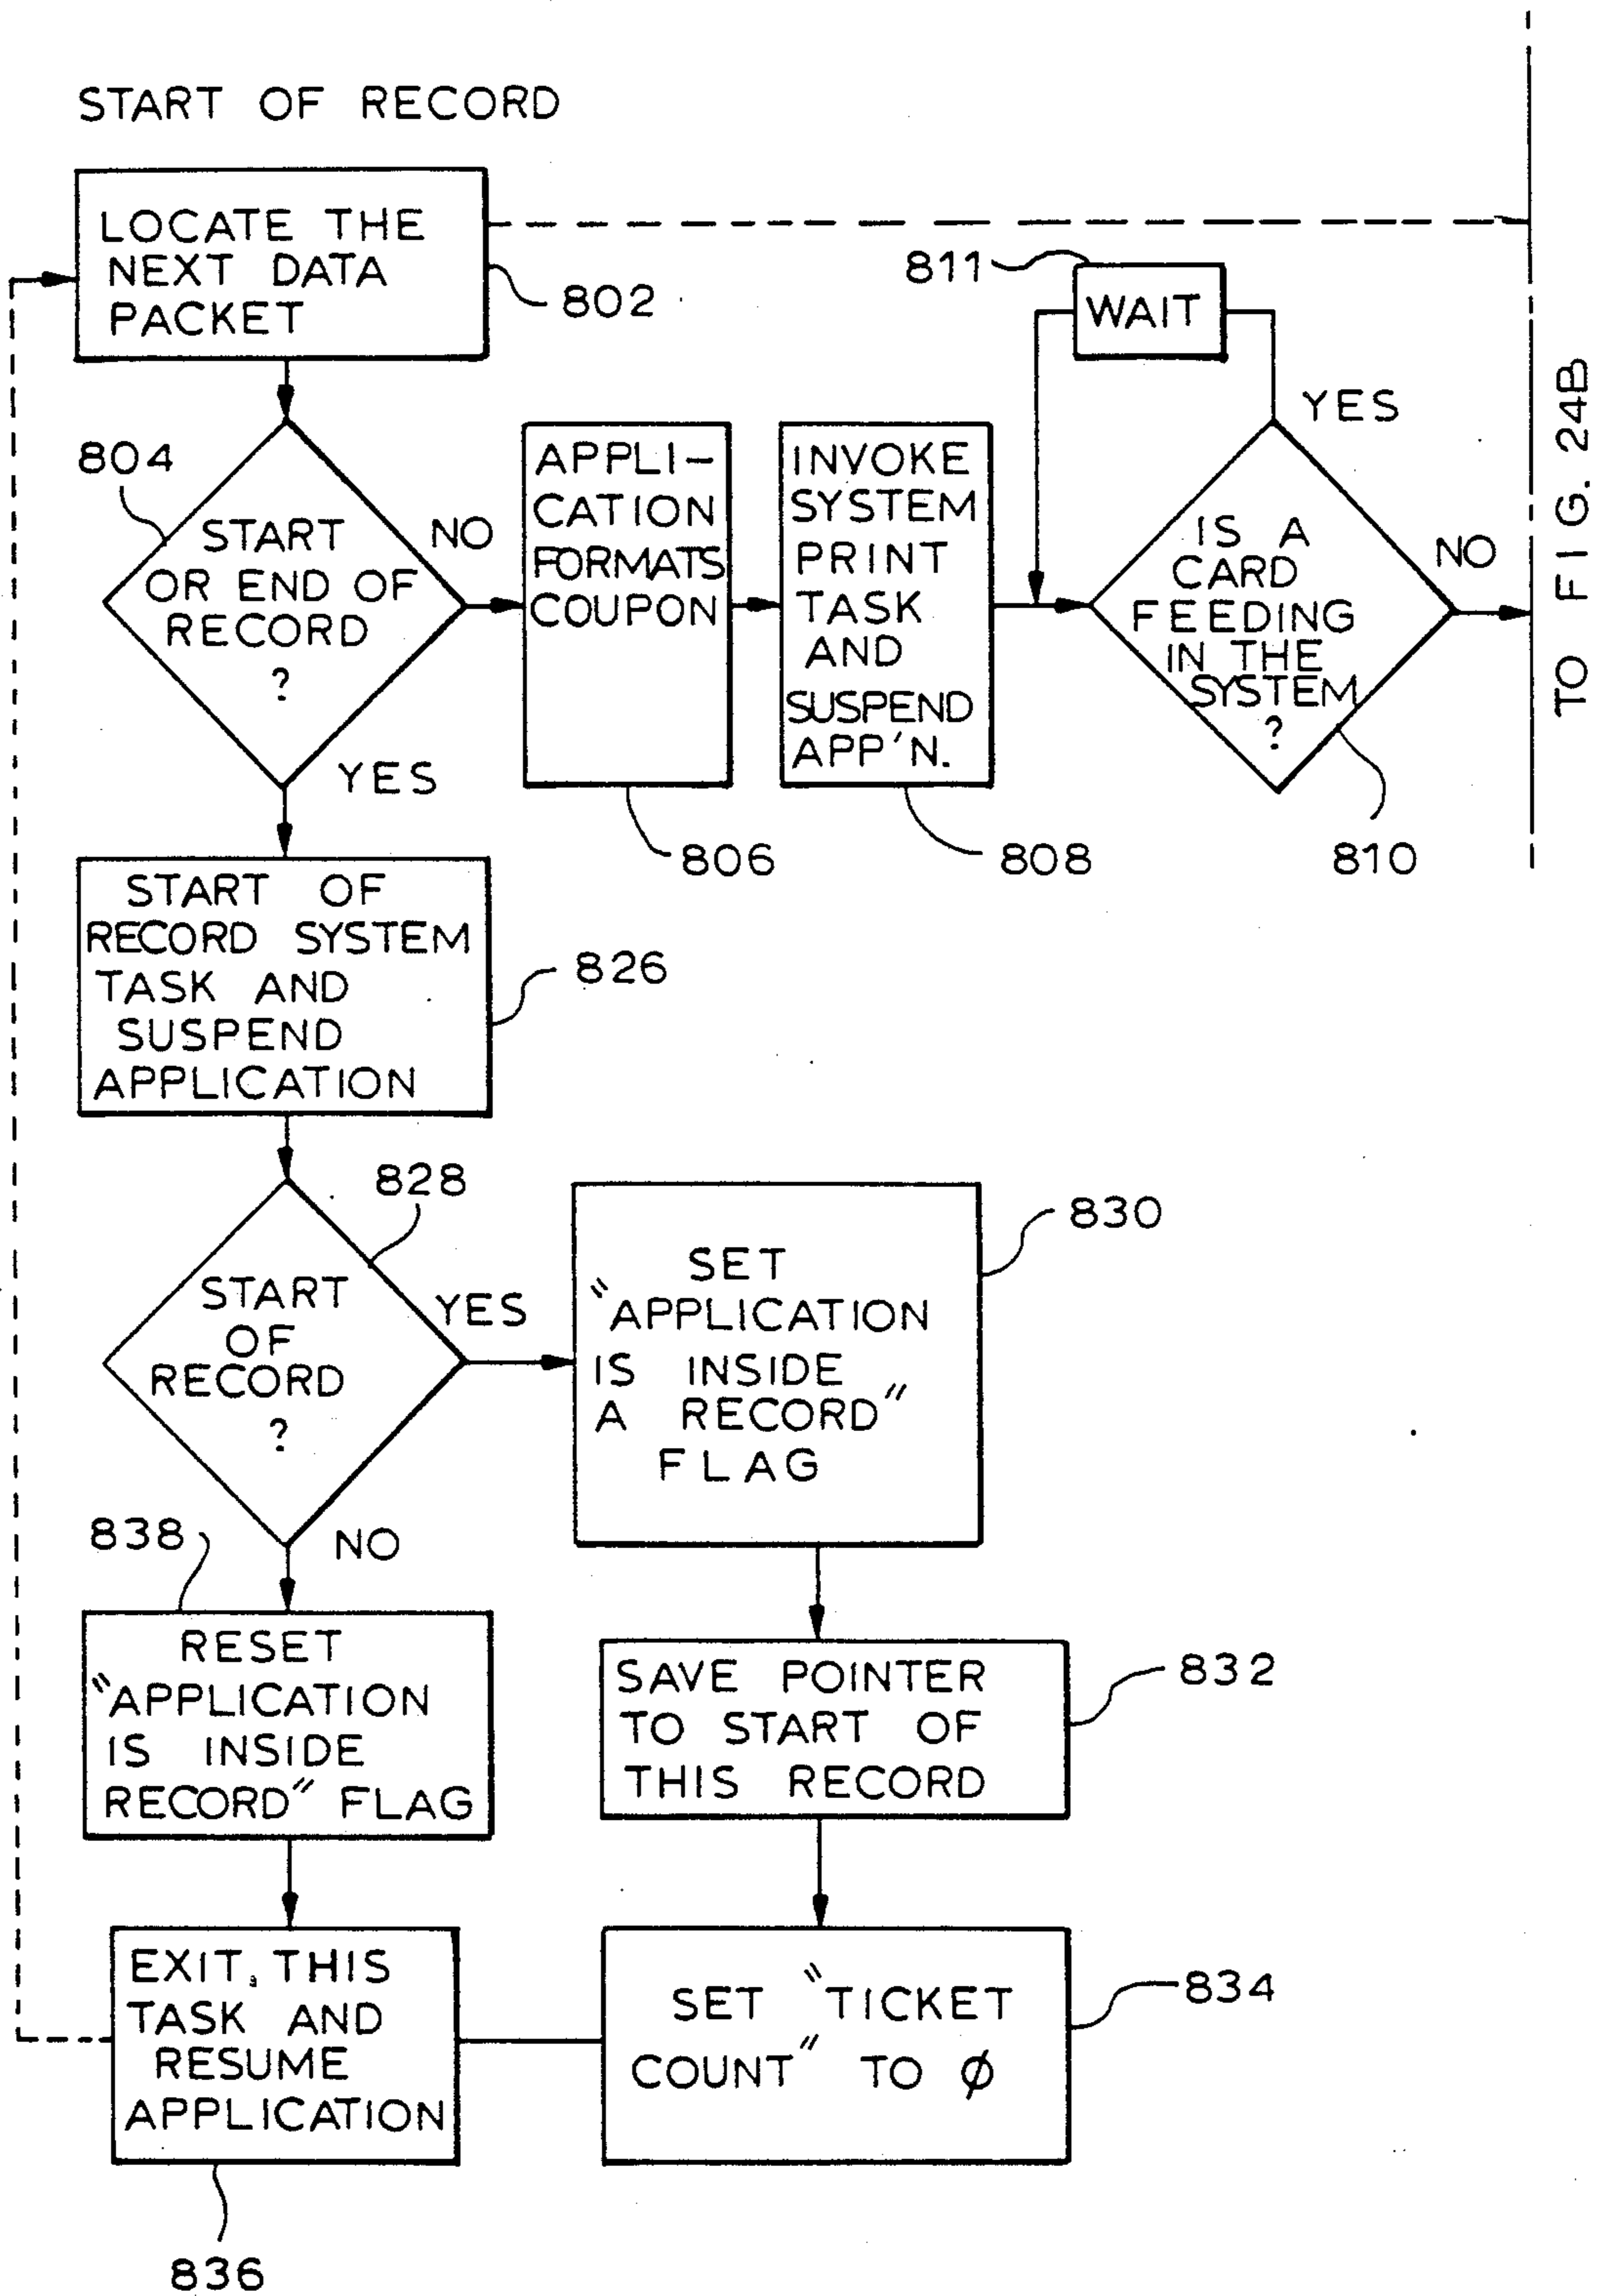 START OF RECORD
LOCATE THE
NEXT DATA
PACKET
802
811
WAIT
YES
804
START
OR END OF
RECORD
?
NO
YES
APPLI-
CATION
FORMATS
COUPON
806
INVOKE
SYSTEM
PRINT
TASK
AND
SUSPEND
APP'N.
808
IS A
CARD
FEEDING
IN THE
SYSTEM
?
NO
810
TO FIG. 24B
START OF
RECORD SYSTEM
TASK AND
SUSPEND
APPLICATION
826
828
START
OF
RECORD
?
YES
NO
830
SET
"APPLICATION
IS INSIDE
A RECORD"
FLAG
838
RESET
"APPLICATION
IS INSIDE
RECORD" FLAG
SAVE POINTER
TO START OF
THIS RECORD
832
EXIT, THIS
TASK AND
RESUME
APPLICATION
836
SET "TICKET
COUNT" TO Ø
834